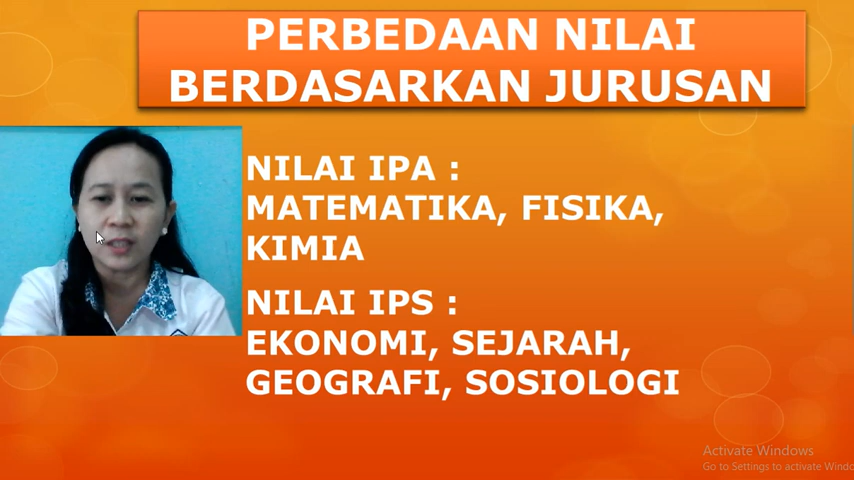 PERBEDAAN NILAI
BERDASARKAN JURUSAN
NILAI IPA :
MATEMATIKA, FISIKA,
KIMIA
NILAI IPS :
EKONOMI, SEJARAH,
GEOGRAFI, SOSIOLOGI
Activate Windows
Go to Settings to activate Windo